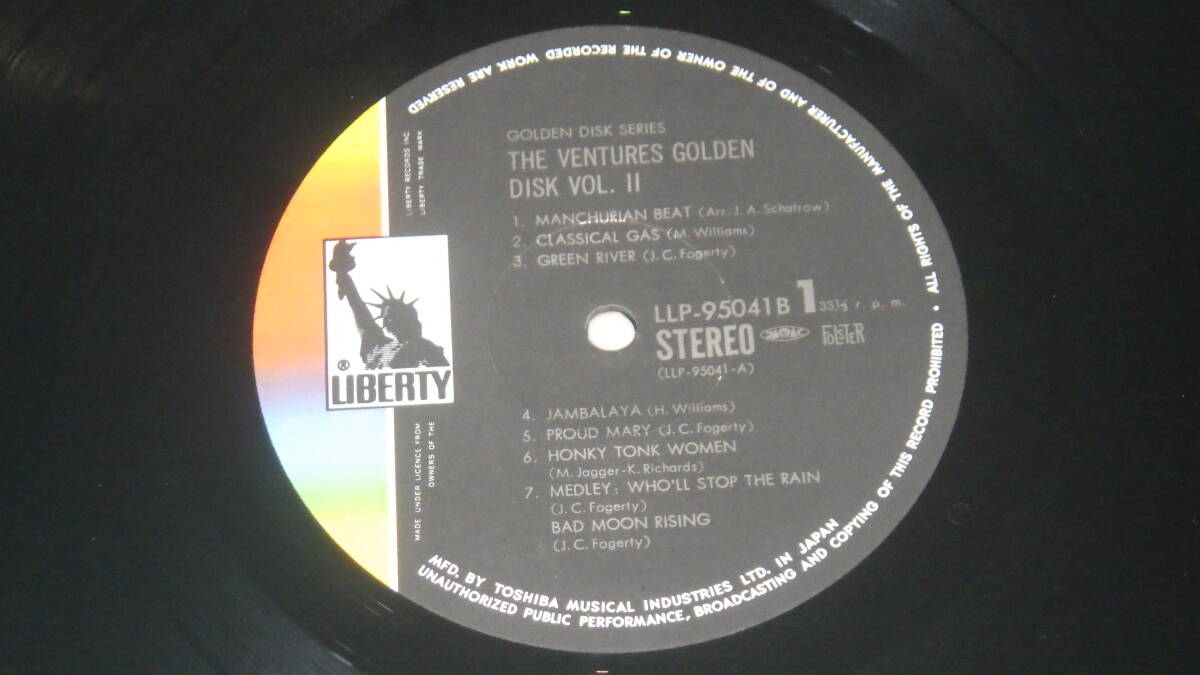 GOLDEN DISK SERIES
THE VENTURES GOLDEN
DISK VOL. II
1. MANCHURIAN BEAT (Arr. J. A. Schatrow)
2. CLASSICAL GAS (M. Williams)
3. GREEN RIVER (J. C. Fogerty)
LLP-95041B 1 33⅓ r. p. m.
STEREO JASRAC FOLSTER
(LLP-95041-A)
4. JAMBALAYA (H. Williams)
5. PROUD MARY (J. C. Fogerty)
6. HONKY TONK WOMEN
(M. Jagger-K. Richards)
7. MEDLEY: WHO'LL STOP THE RAIN
(J. C. Fogerty)
BAD MOON RISING
(J. C. Fogerty)
® LIBERTY
LIBERTY RECORDS INC
LIBERTY TRADE MARK
MADE UNDER LICENCE FROM
OWNERS OF THE
MFD. BY TOSHIBA MUSICAL INDUSTRIES LTD. IN JAPAN
UNAUTHORIZED PUBLIC PERFORMANCE, BROADCASTING AND COPYING OF THIS RECORD PROHIBITED • ALL RIGHTS OF THE MANUFACTURER AND OF THE OWNER OF THE RECORDED WORK ARE RESERVED